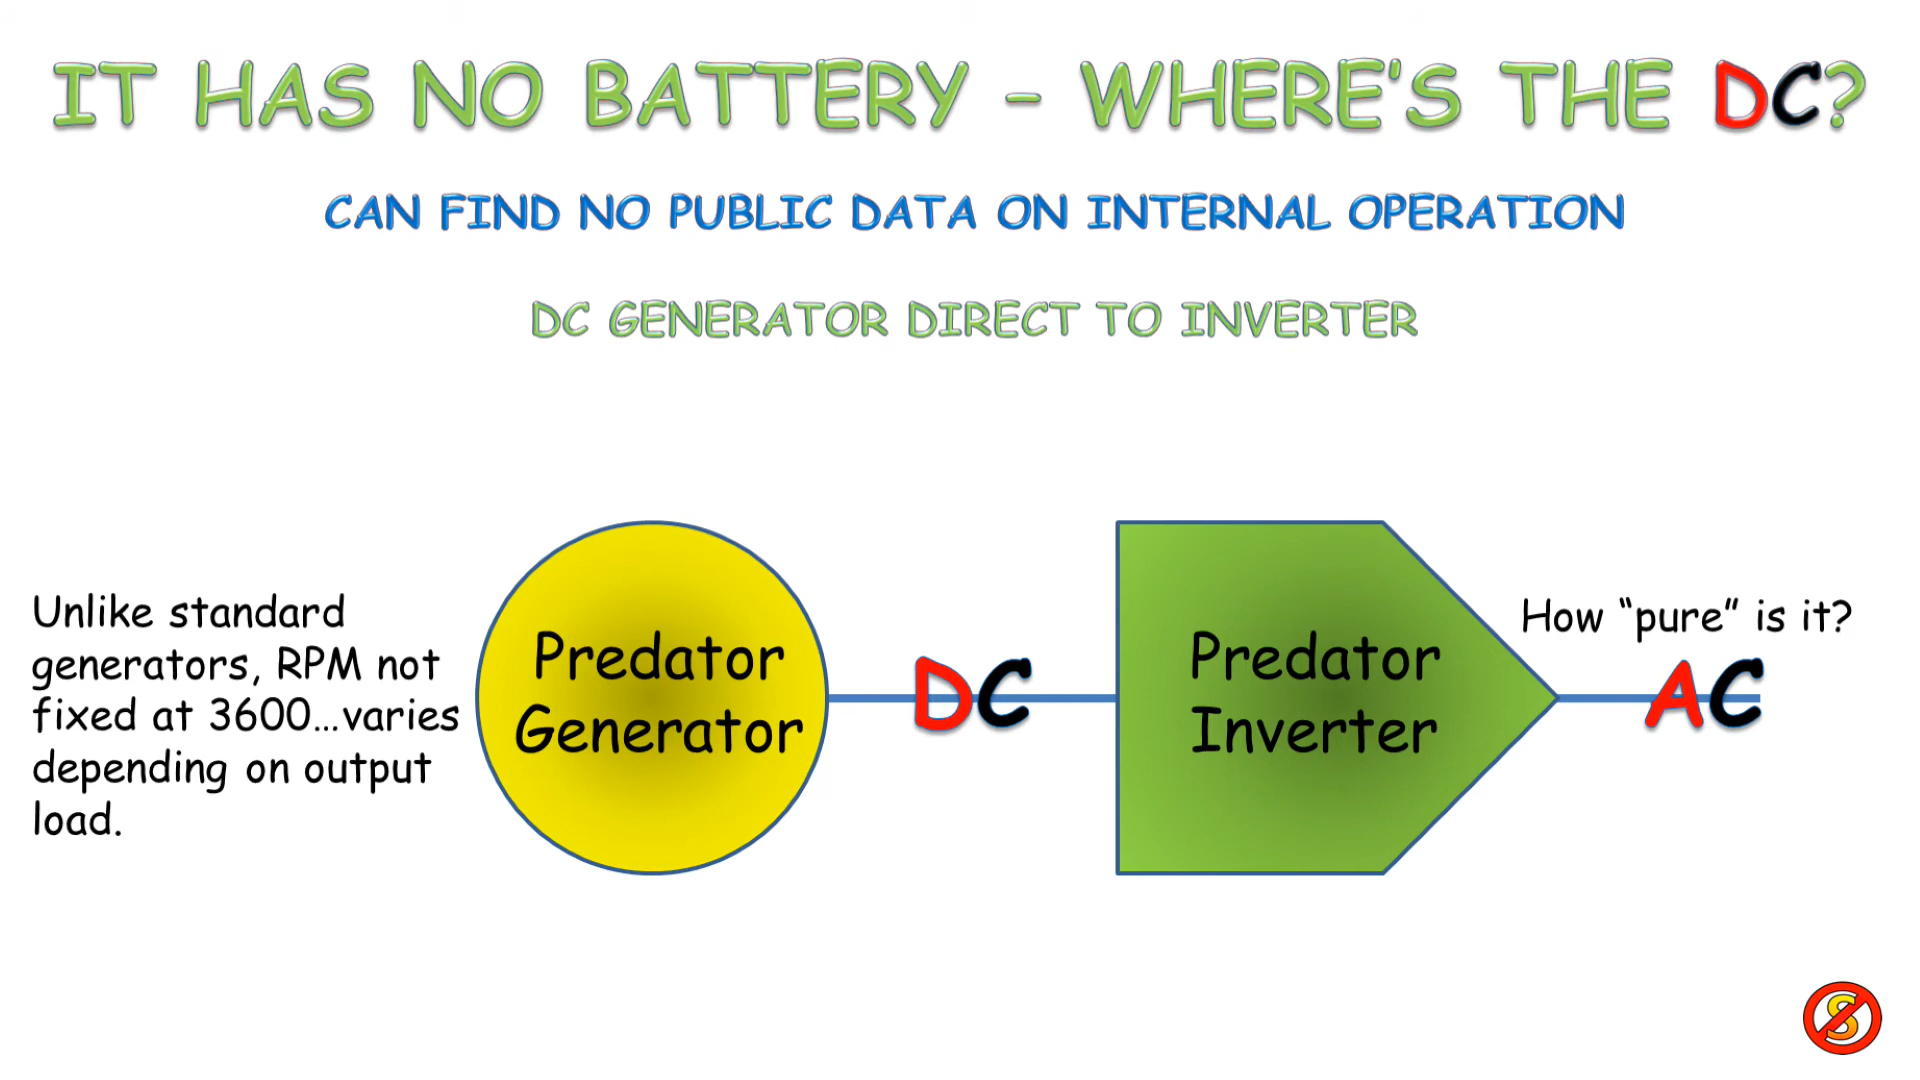 IT HAS NO BATTERY - WHERE'S THE DC?
CAN FIND NO PUBLIC DATA ON INTERNAL OPERATION
DC GENERATOR DIRECT TO INVERTER
Unlike standard
generators, RPM not
fixed at 3600...varies
depending on output
load.
Predator
Generator
DC
Predator
Inverter
How “pure” is it?
AC
S